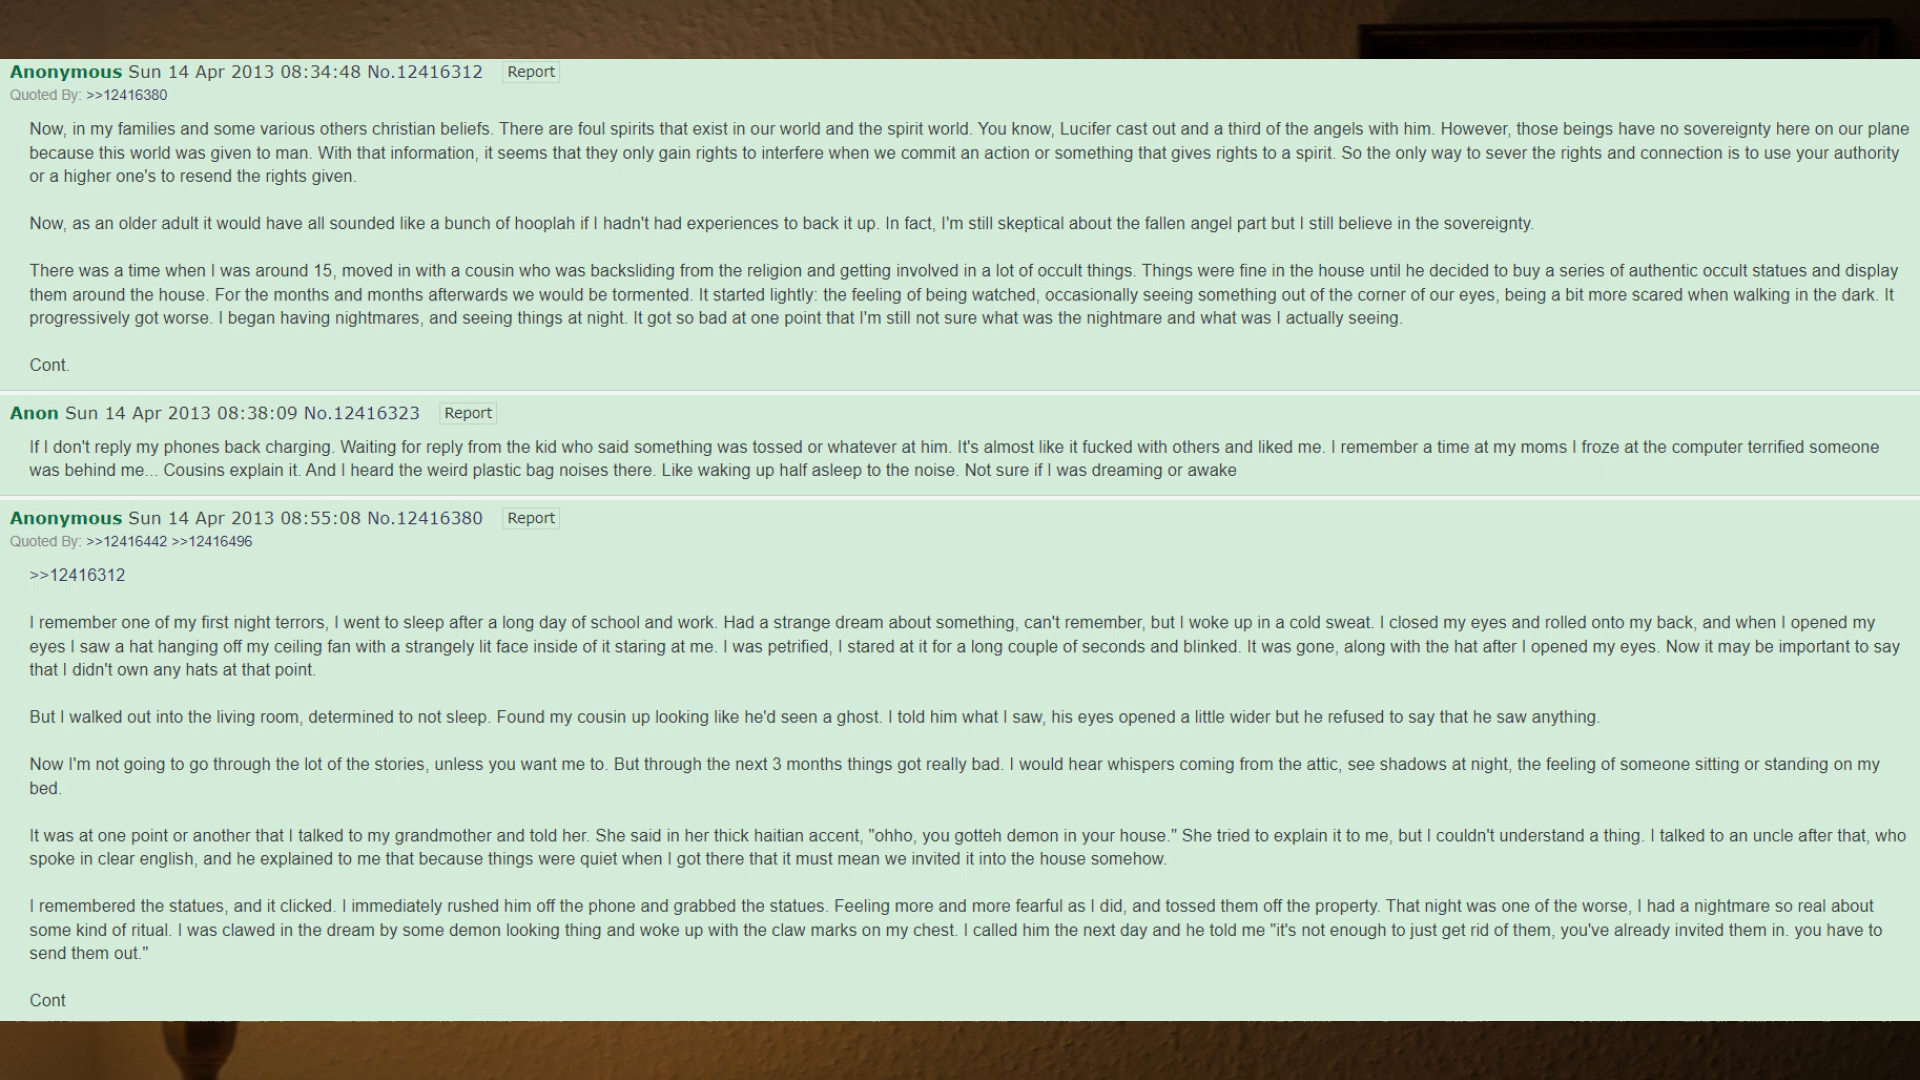 Anonymous Sun 14 Apr 2013 08:34:48 No.12416312 Report
Quoted By: >>12416380
Now, in my families and some various others christian beliefs. There are foul spirits that exist in our world and the spirit world. You know, Lucifer cast out and a third of the angels with him. However, those beings have no sovereignty here on our plane
because this world was given to man. With that information, it seems that they only gain rights to interfere when we commit an action or something that gives rights to a spirit. So the only way to sever the rights and connection is to use your authority
or a higher one's to resend the rights given.
Now, as an older adult it would have all sounded like a bunch of hooplah if I hadn't had experiences to back it up. In fact, I'm still skeptical about the fallen angel part but I still believe in the sovereignty.
There was a time when I was around 15, moved in with a cousin who was backsliding from the religion and getting involved in a lot of occult things. Things were fine in the house until he decided to buy a series of authentic occult statues and display
them around the house. For the months and months afterwards we would be tormented. It started lightly: the feeling of being watched, occasionally seeing something out of the corner of our eyes, being a bit more scared when walking in the dark. It
progressively got worse. I began having nightmares, and seeing things at night. It got so bad at one point that I'm still not sure what was the nightmare and what was I actually seeing.
Cont.
Anon Sun 14 Apr 2013 08:38:09 No.12416323 Report
If I don't reply my phones back charging. Waiting for reply from the kid who said something was tossed or whatever at him. It's almost like it fucked with others and liked me. I remember a time at my moms I froze at the computer terrified someone
was behind me... Cousins explain it. And I heard the weird plastic bag noises there. Like waking up half asleep to the noise. Not sure if I was dreaming or awake
Anonymous Sun 14 Apr 2013 08:55:08 No.12416380 Report
Quoted By: >>12416442 >>12416496
>>12416312
I remember one of my first night terrors, I went to sleep after a long day of school and work. Had a strange dream about something, can't remember, but I woke up in a cold sweat. I closed my eyes and rolled onto my back, and when I opened my
eyes I saw a hat hanging off my ceiling fan with a strangely lit face inside of it staring at me. I was petrified, I stared at it for a long couple of seconds and blinked. It was gone, along with the hat after I opened my eyes. Now it may be important to say
that I didn't own any hats at that point.
But I walked out into the living room, determined to not sleep. Found my cousin up looking like he'd seen a ghost. I told him what I saw, his eyes opened a little wider but he refused to say that he saw anything.
Now I'm not going to go through the lot of the stories, unless you want me to. But through the next 3 months things got really bad. I would hear whispers coming from the attic, see shadows at night, the feeling of someone sitting or standing on my
bed.
It was at one point or another that I talked to my grandmother and told her. She said in her thick haitian accent, "ohho, you gotteh demon in your house." She tried to explain it to me, but I couldn't understand a thing. I talked to an uncle after that, who
spoke in clear english, and he explained to me that because things were quiet when I got there that it must mean we invited it into the house somehow.
I remembered the statues, and it clicked. I immediately rushed him off the phone and grabbed the statues. Feeling more and more fearful as I did, and tossed them off the property. That night was one of the worse, I had a nightmare so real about
some kind of ritual. I was clawed in the dream by some demon looking thing and woke up with the claw marks on my chest. I called him the next day and he told me "it's not enough to just get rid of them, you've already invited them in. you have to
send them out."
Cont